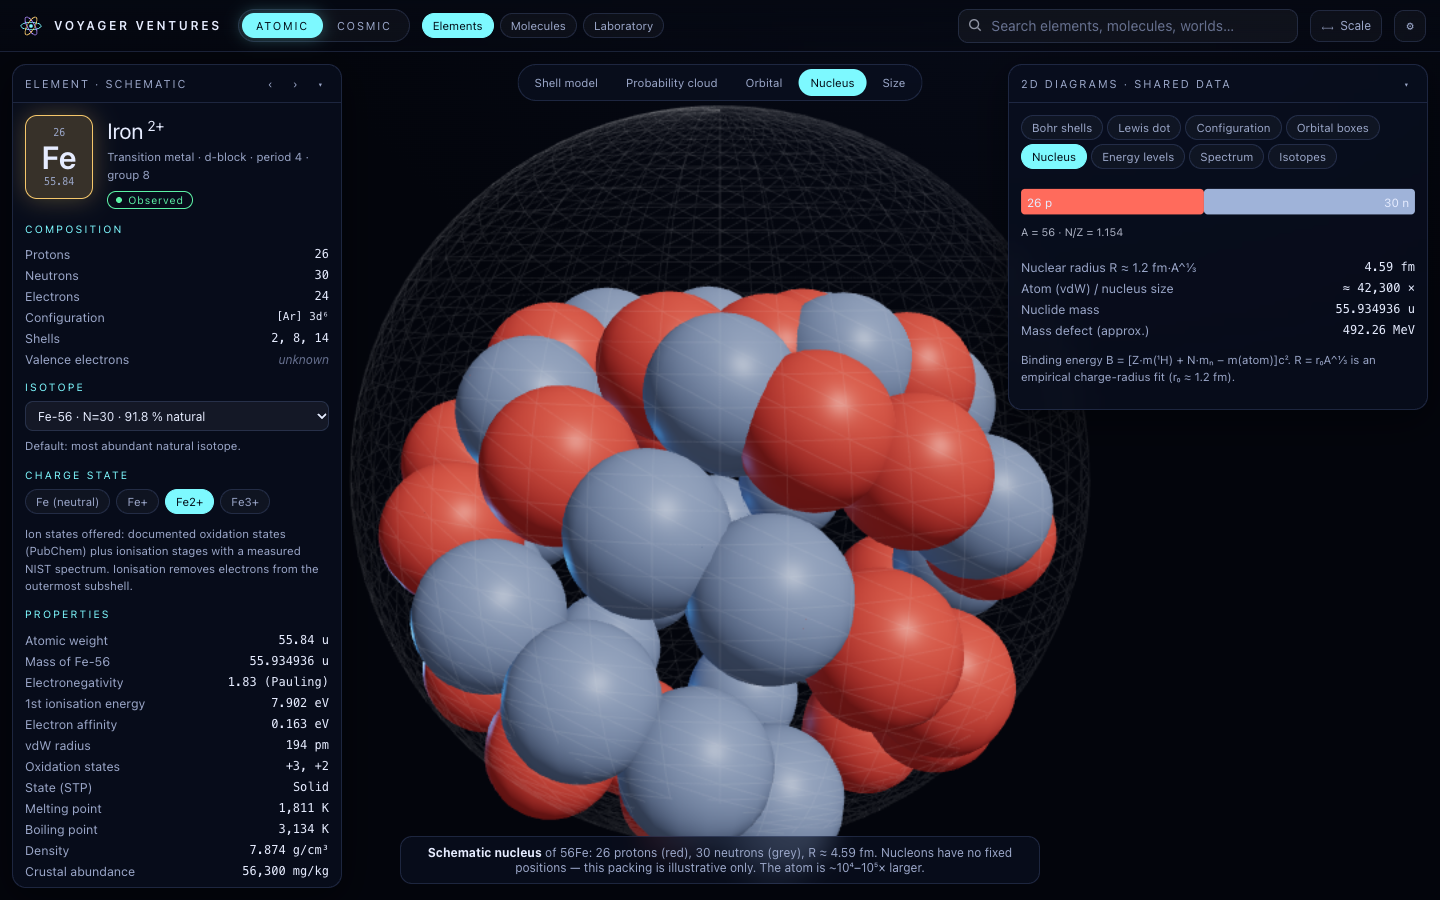 VOYAGER VENTURES
ATOMIC
COSMIC
Elements
Molecules
Laboratory
Search elements, molecules, worlds...
Scale
ELEMENT · SCHEMATIC
26
Fe
55.84
Iron 2+
Transition metal · d-block · period 4 ·
group 8
Observed
COMPOSITION
Protons 26
Neutrons 30
Electrons 24
Configuration [Ar] 3d⁶
Shells 2, 8, 14
Valence electrons unknown
ISOTOPE
Fe-56 · N=30 · 91.8 % natural
Default: most abundant natural isotope.
CHARGE STATE
Fe (neutral) Fe+ Fe2+ Fe3+
Ion states offered: documented oxidation states
(PubChem) plus ionisation stages with a measured
NIST spectrum. Ionisation removes electrons from the
outermost subshell.
PROPERTIES
Atomic weight 55.84 u
Mass of Fe-56 55.934936 u
Electronegativity 1.83 (Pauling)
1st ionisation energy 7.902 eV
Electron affinity 0.163 eV
vdW radius 194 pm
Oxidation states +3, +2
State (STP) Solid
Melting point 1,811 K
Boiling point 3,134 K
Density 7.874 g/cm³
Crustal abundance 56,300 mg/kg
Shell model Probability cloud Orbital Nucleus Size
Schematic nucleus of 56Fe: 26 protons (red), 30 neutrons (grey), R ≈ 4.59 fm. Nucleons have no fixed
positions — this packing is illustrative only. The atom is ~10⁴–10⁵× larger.
2D DIAGRAMS · SHARED DATA
Bohr shells Lewis dot Configuration Orbital boxes
Nucleus Energy levels Spectrum Isotopes
26 p 30 n
A = 56 · N/Z = 1.154
Nuclear radius R ≈ 1.2 fm·A^⅓ 4.59 fm
Atom (vdW) / nucleus size ≈ 42,300 ×
Nuclide mass 55.934936 u
Mass defect (approx.) 492.26 MeV
Binding energy B = [Z·m(¹H) + N·mₙ − m(atom)]c². R = r₀A^⅓ is an
empirical charge-radius fit (r₀ ≈ 1.2 fm).